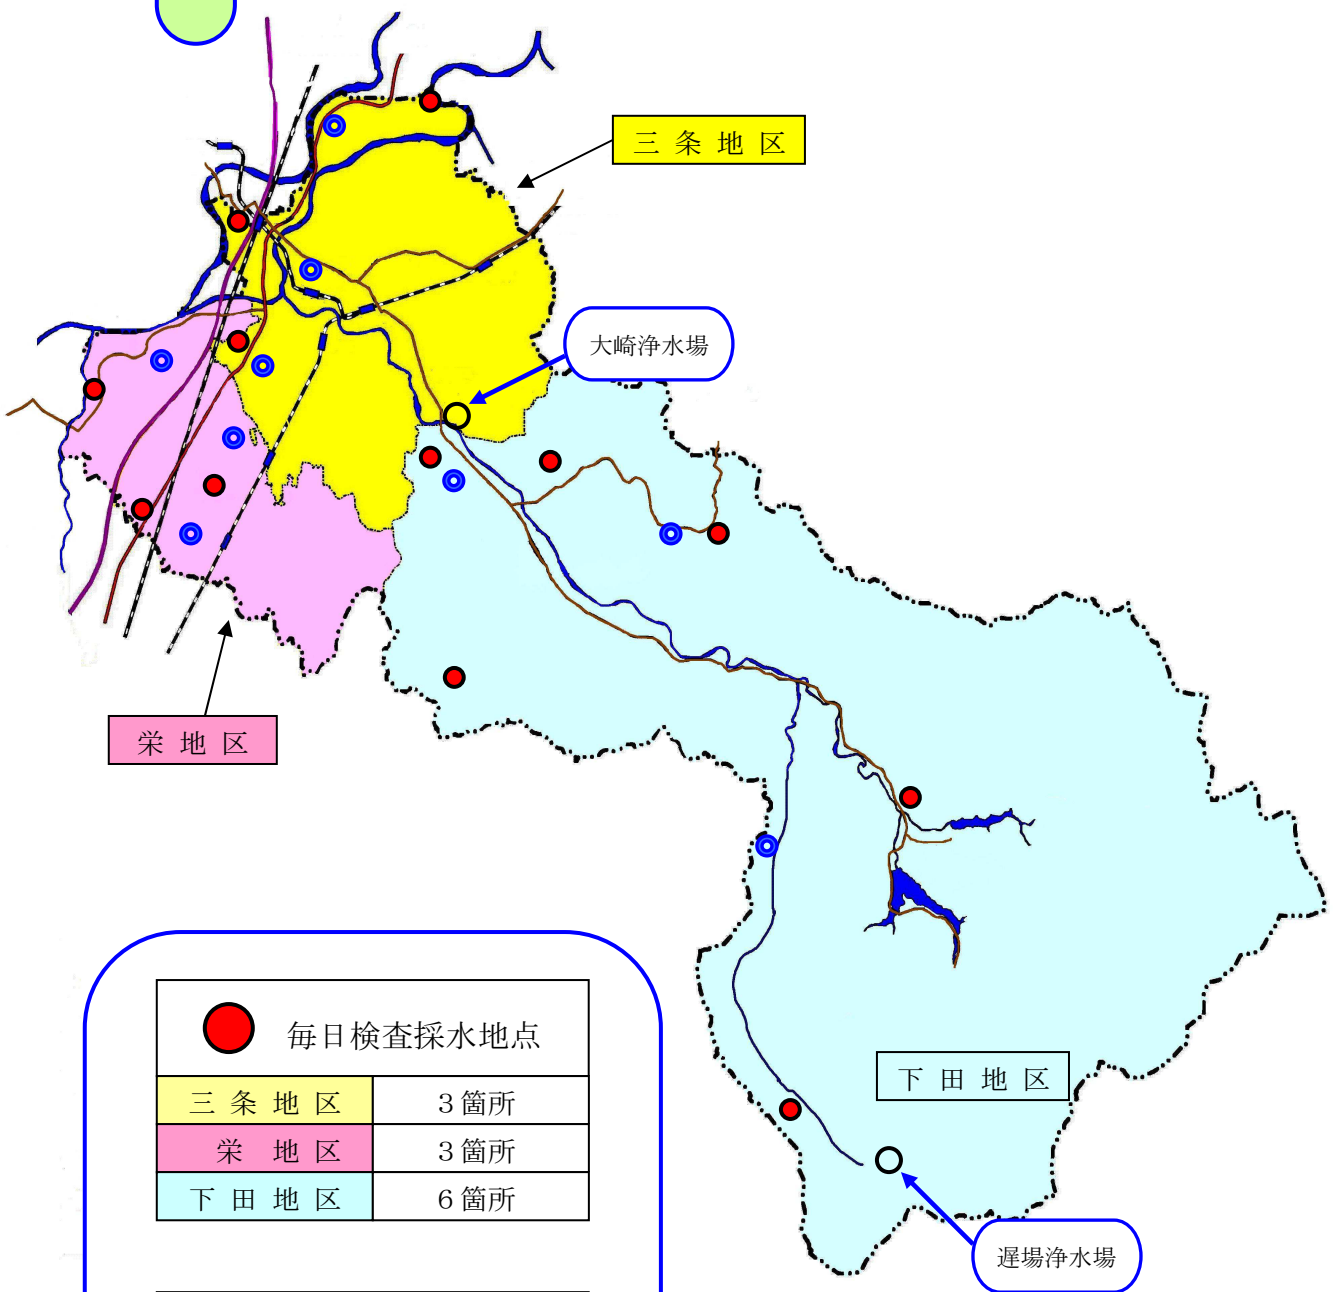 三条地区
大崎浄水場
栄地区
毎日検査採水地点
三条地区 3箇所
栄地区 3箇所
下田地区 6箇所
下田地区
遅場浄水場